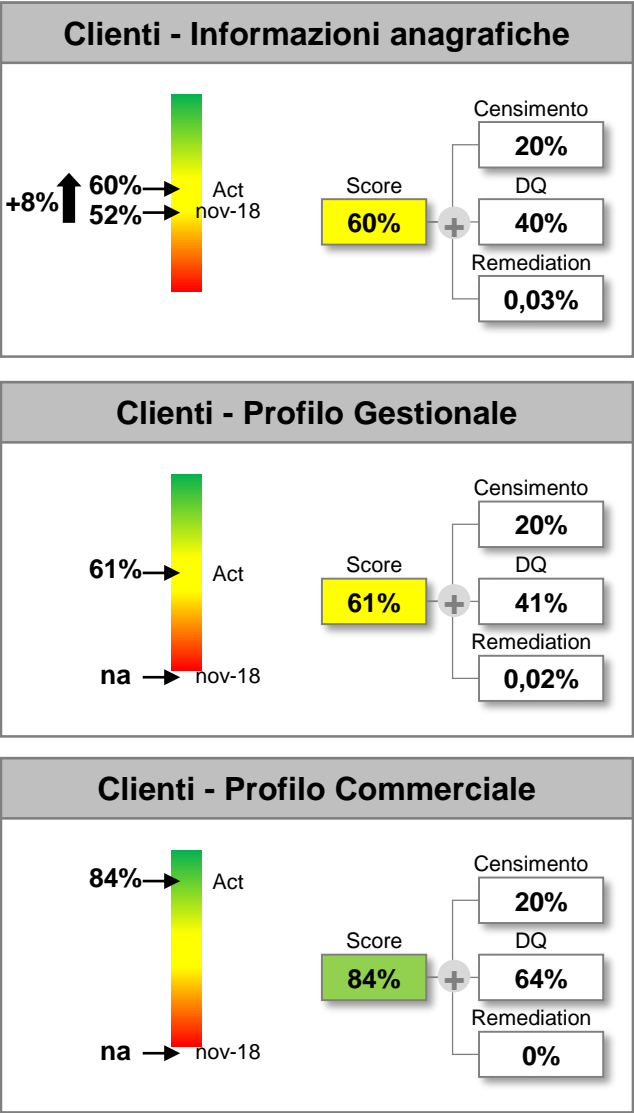 Clienti - Informazioni anagrafiche
+8%
60%
52%
Act
nov-18
Score
60%
+
Censimento
20%
DQ
40%
Remediation
0,03%
Clienti - Profilo Gestionale
61%
Act
na
nov-18
Score
61%
+
Censimento
20%
DQ
41%
Remediation
0,02%
Clienti - Profilo Commerciale
84%
Act
na
nov-18
Score
84%
+
Censimento
20%
DQ
64%
Remediation
0%